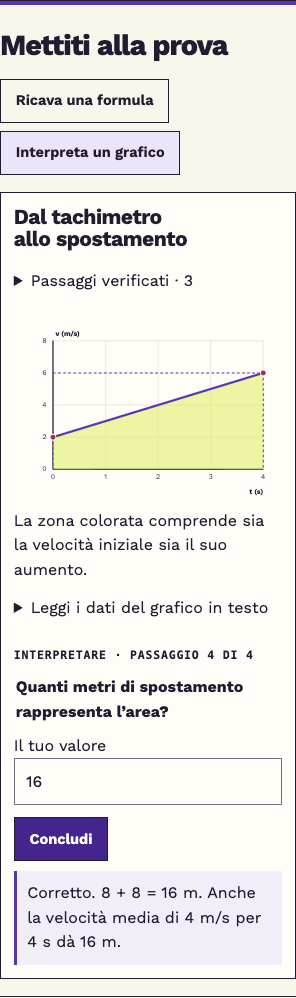 Mettiti alla prova
Ricava una formula
Interpreta un grafico
Dal tachimetro
allo spostamento
▶ Passaggi verificati · 3
v (m/s)
8
6
4
2
0
0 1 2 3 4
t (s)
La zona colorata comprende sia
la velocità iniziale sia il suo
aumento.
▶ Leggi i dati del grafico in testo
INTERPRETARE · PASSAGGIO 4 DI 4
Quanti metri di spostamento
rappresenta l’area?
Il tuo valore
16
Concludi
Corretto. 8 + 8 = 16 m. Anche
la velocità media di 4 m/s per
4 s dà 16 m.